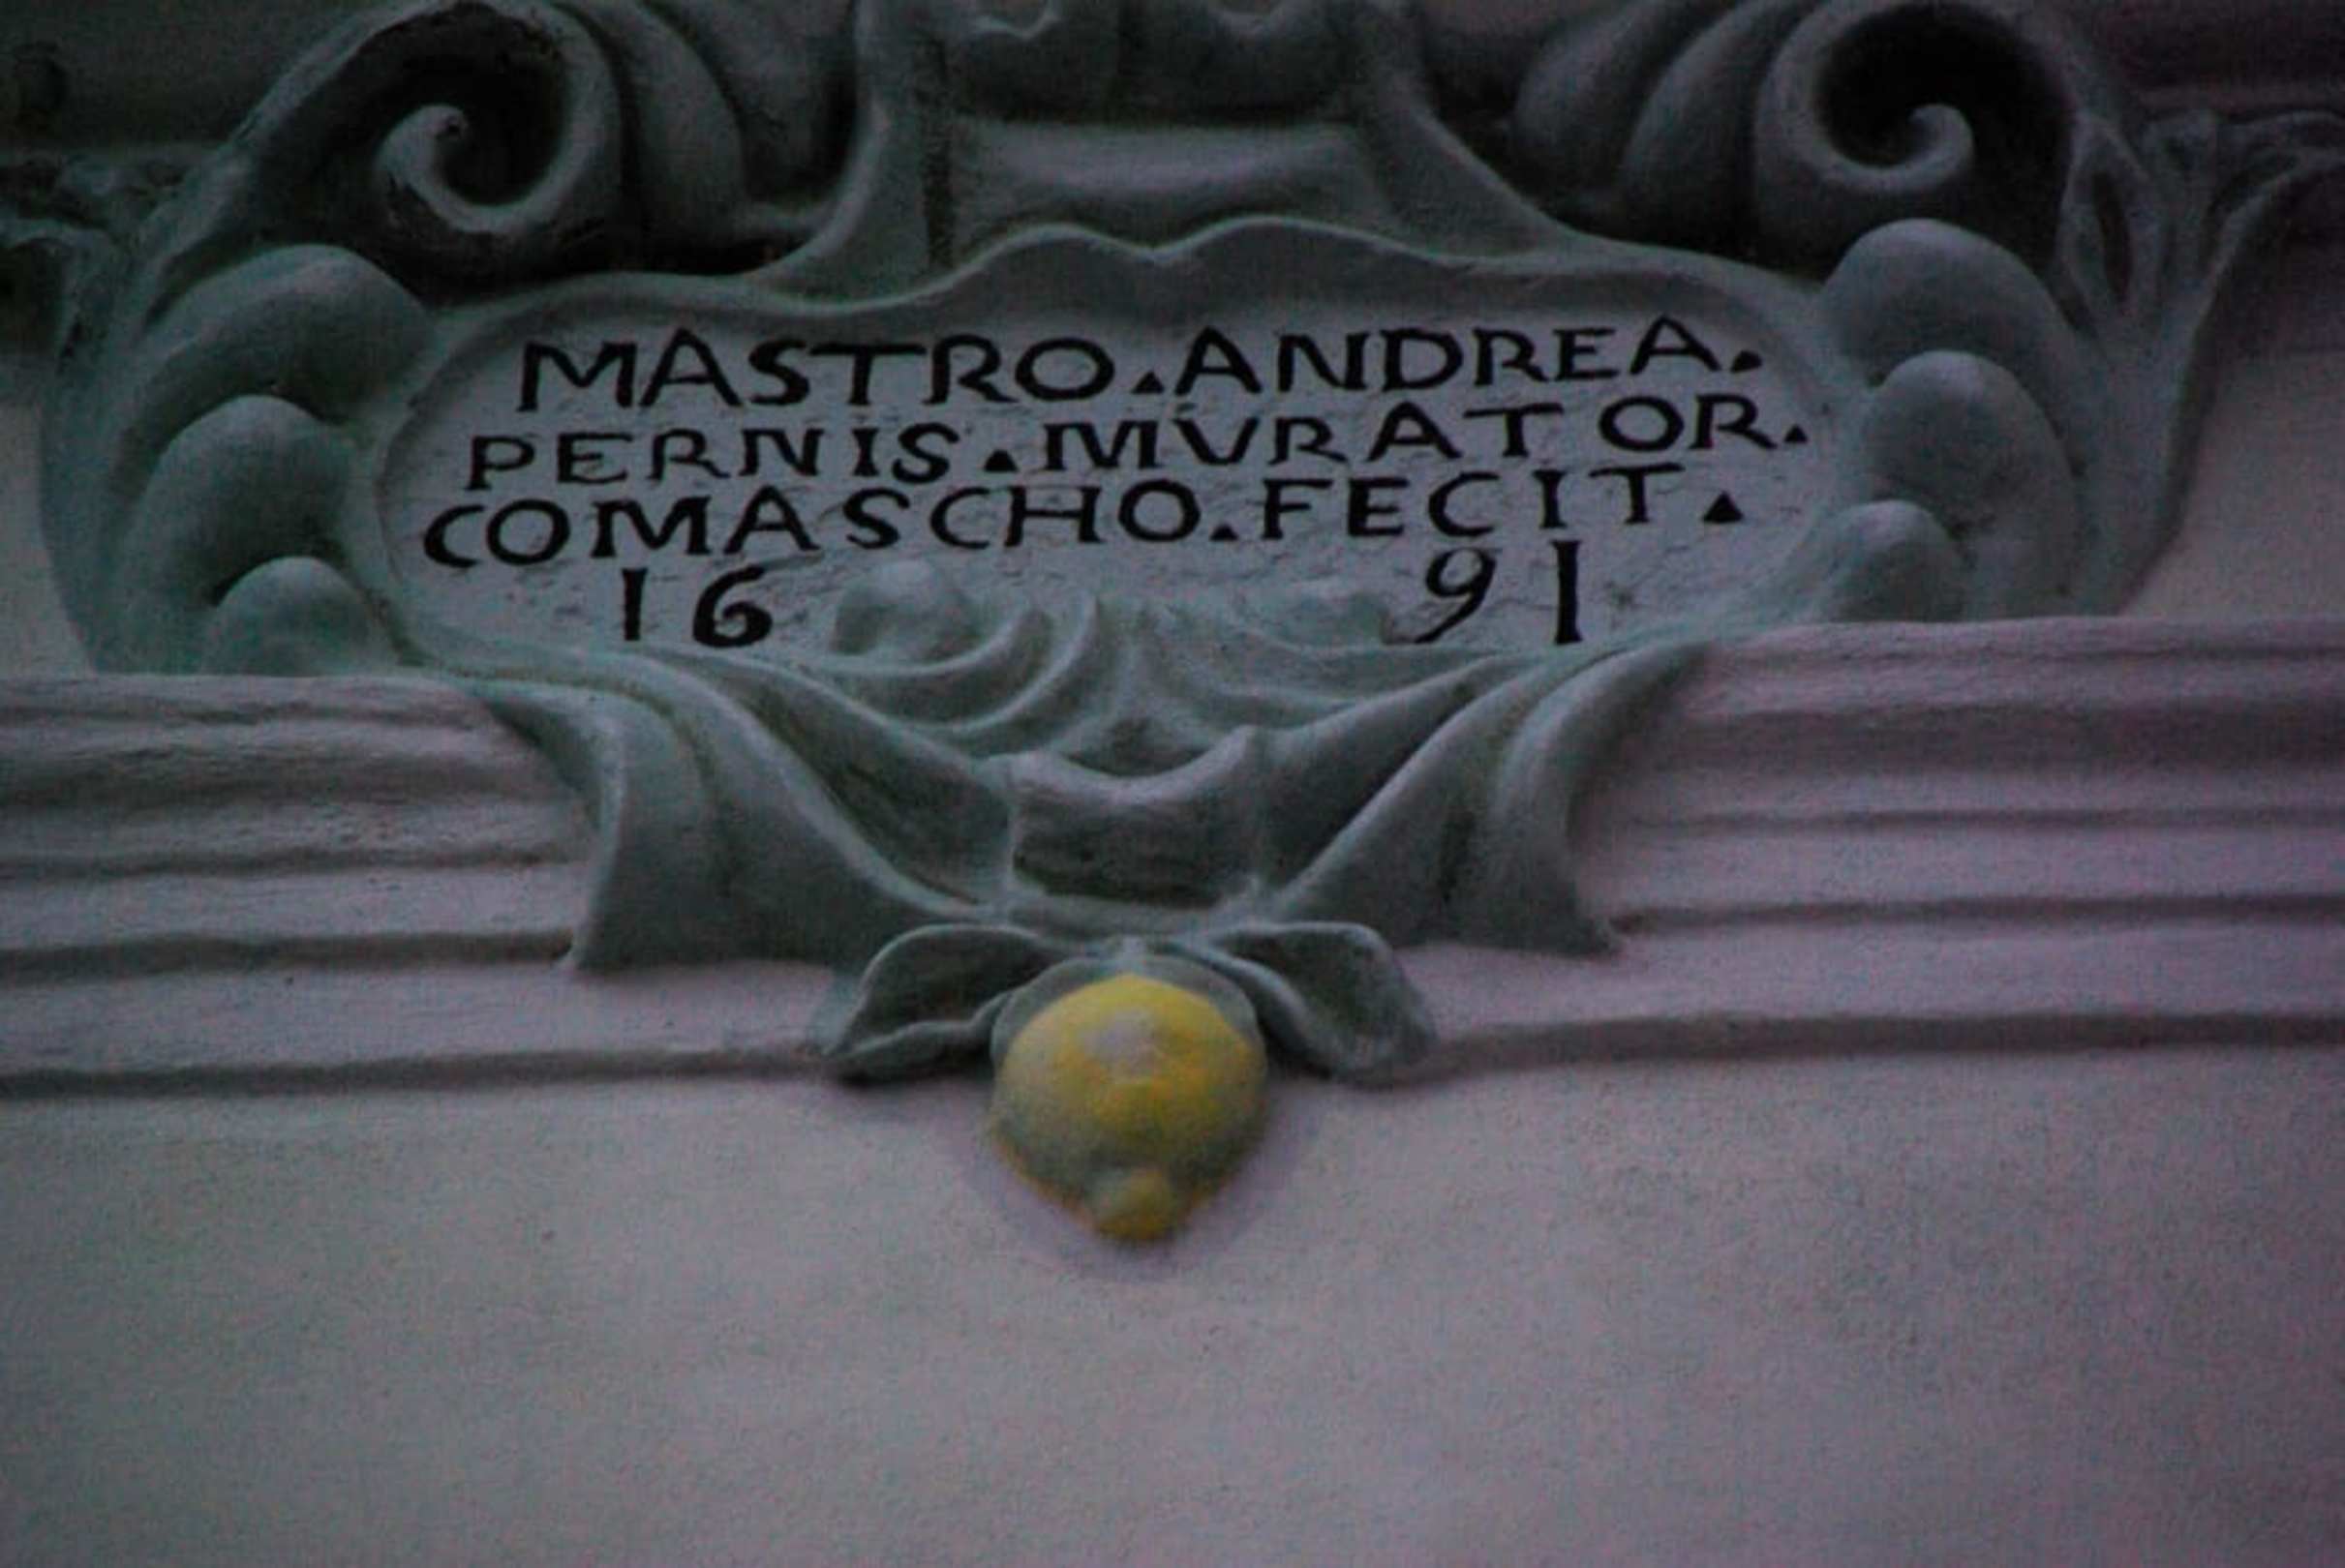 MASTRO.ANDREA.
PERNIS.MVRATOR.
COMASCHO.FECIT.
16 91